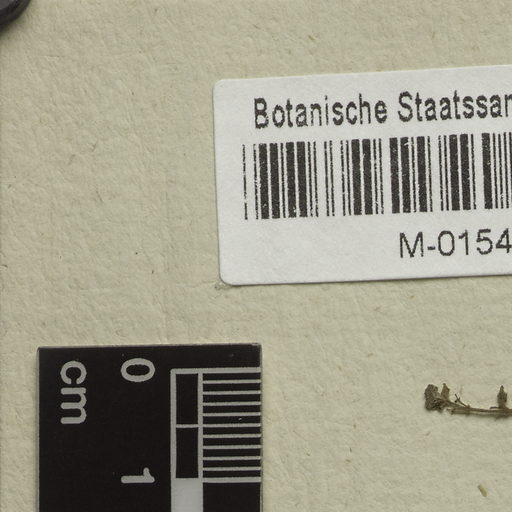 Botanische Staatssar
M-0154
0
cm
1